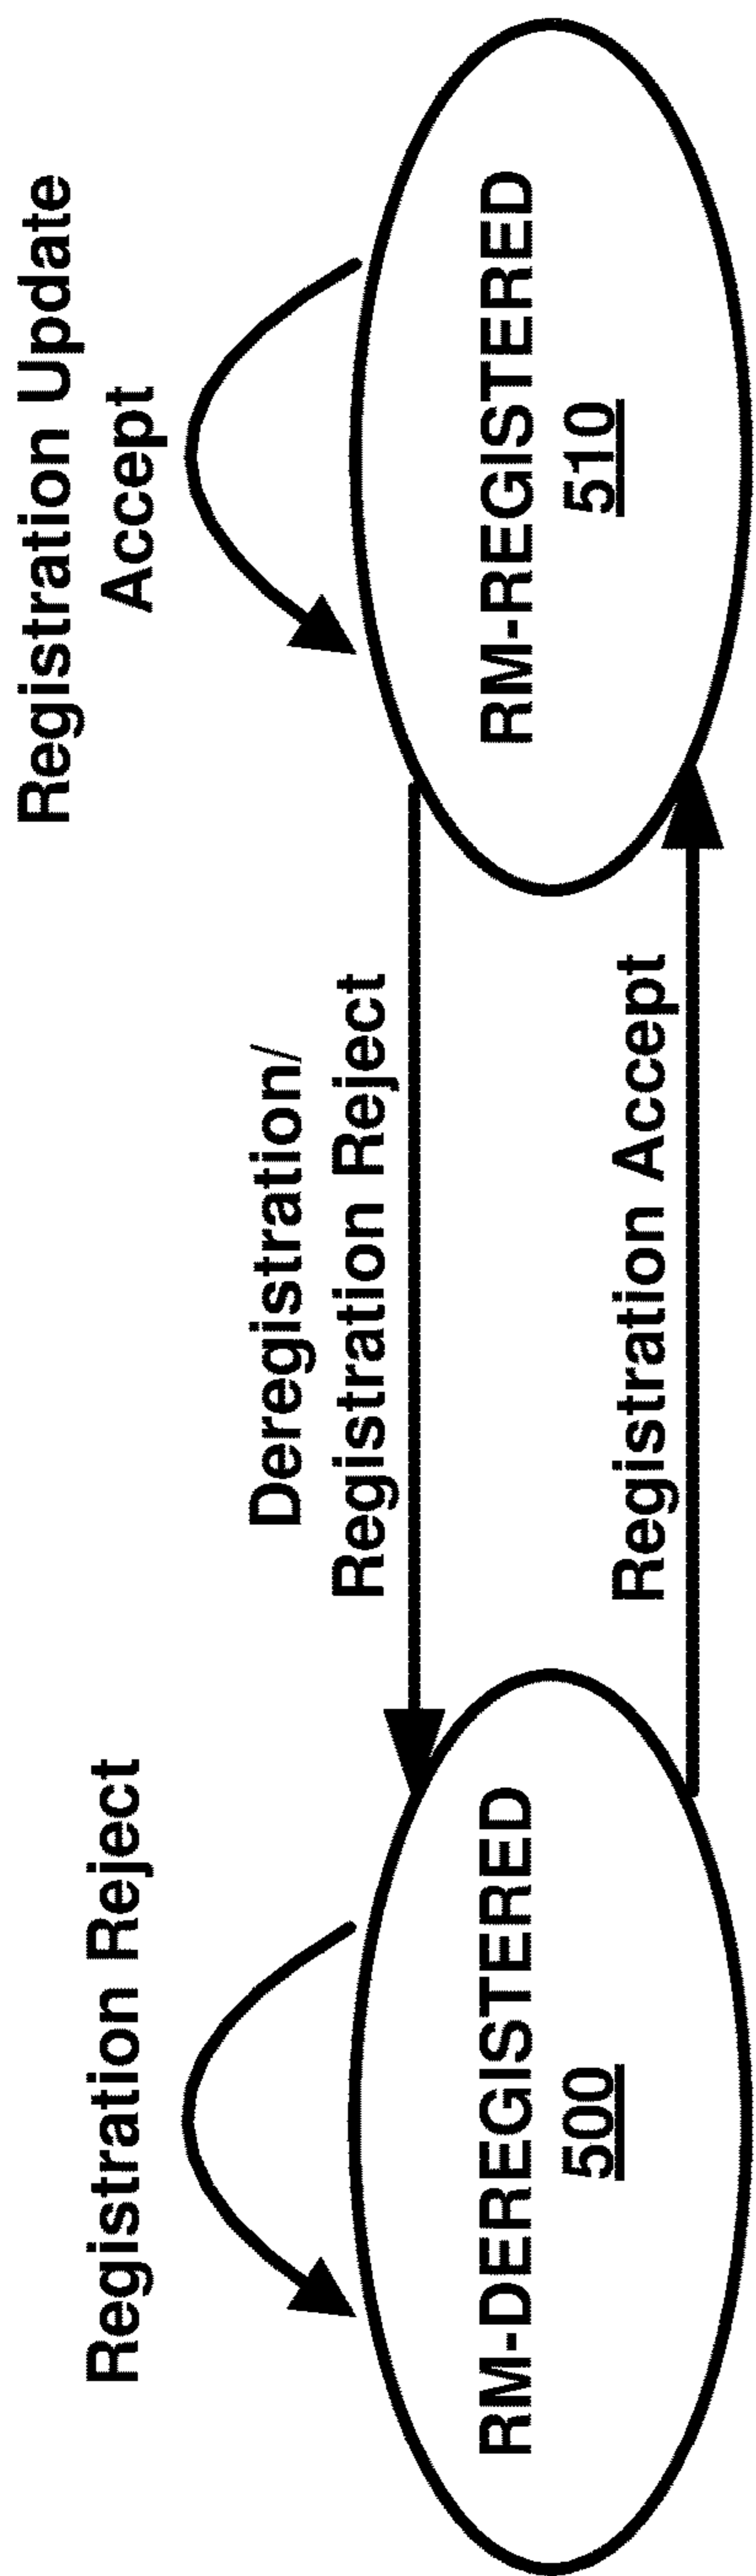 Registration Reject
RM-DEREGISTERED
500
Deregistration/
Registration Reject
Registration Accept
Registration Update
Accept
RM-REGISTERED
510